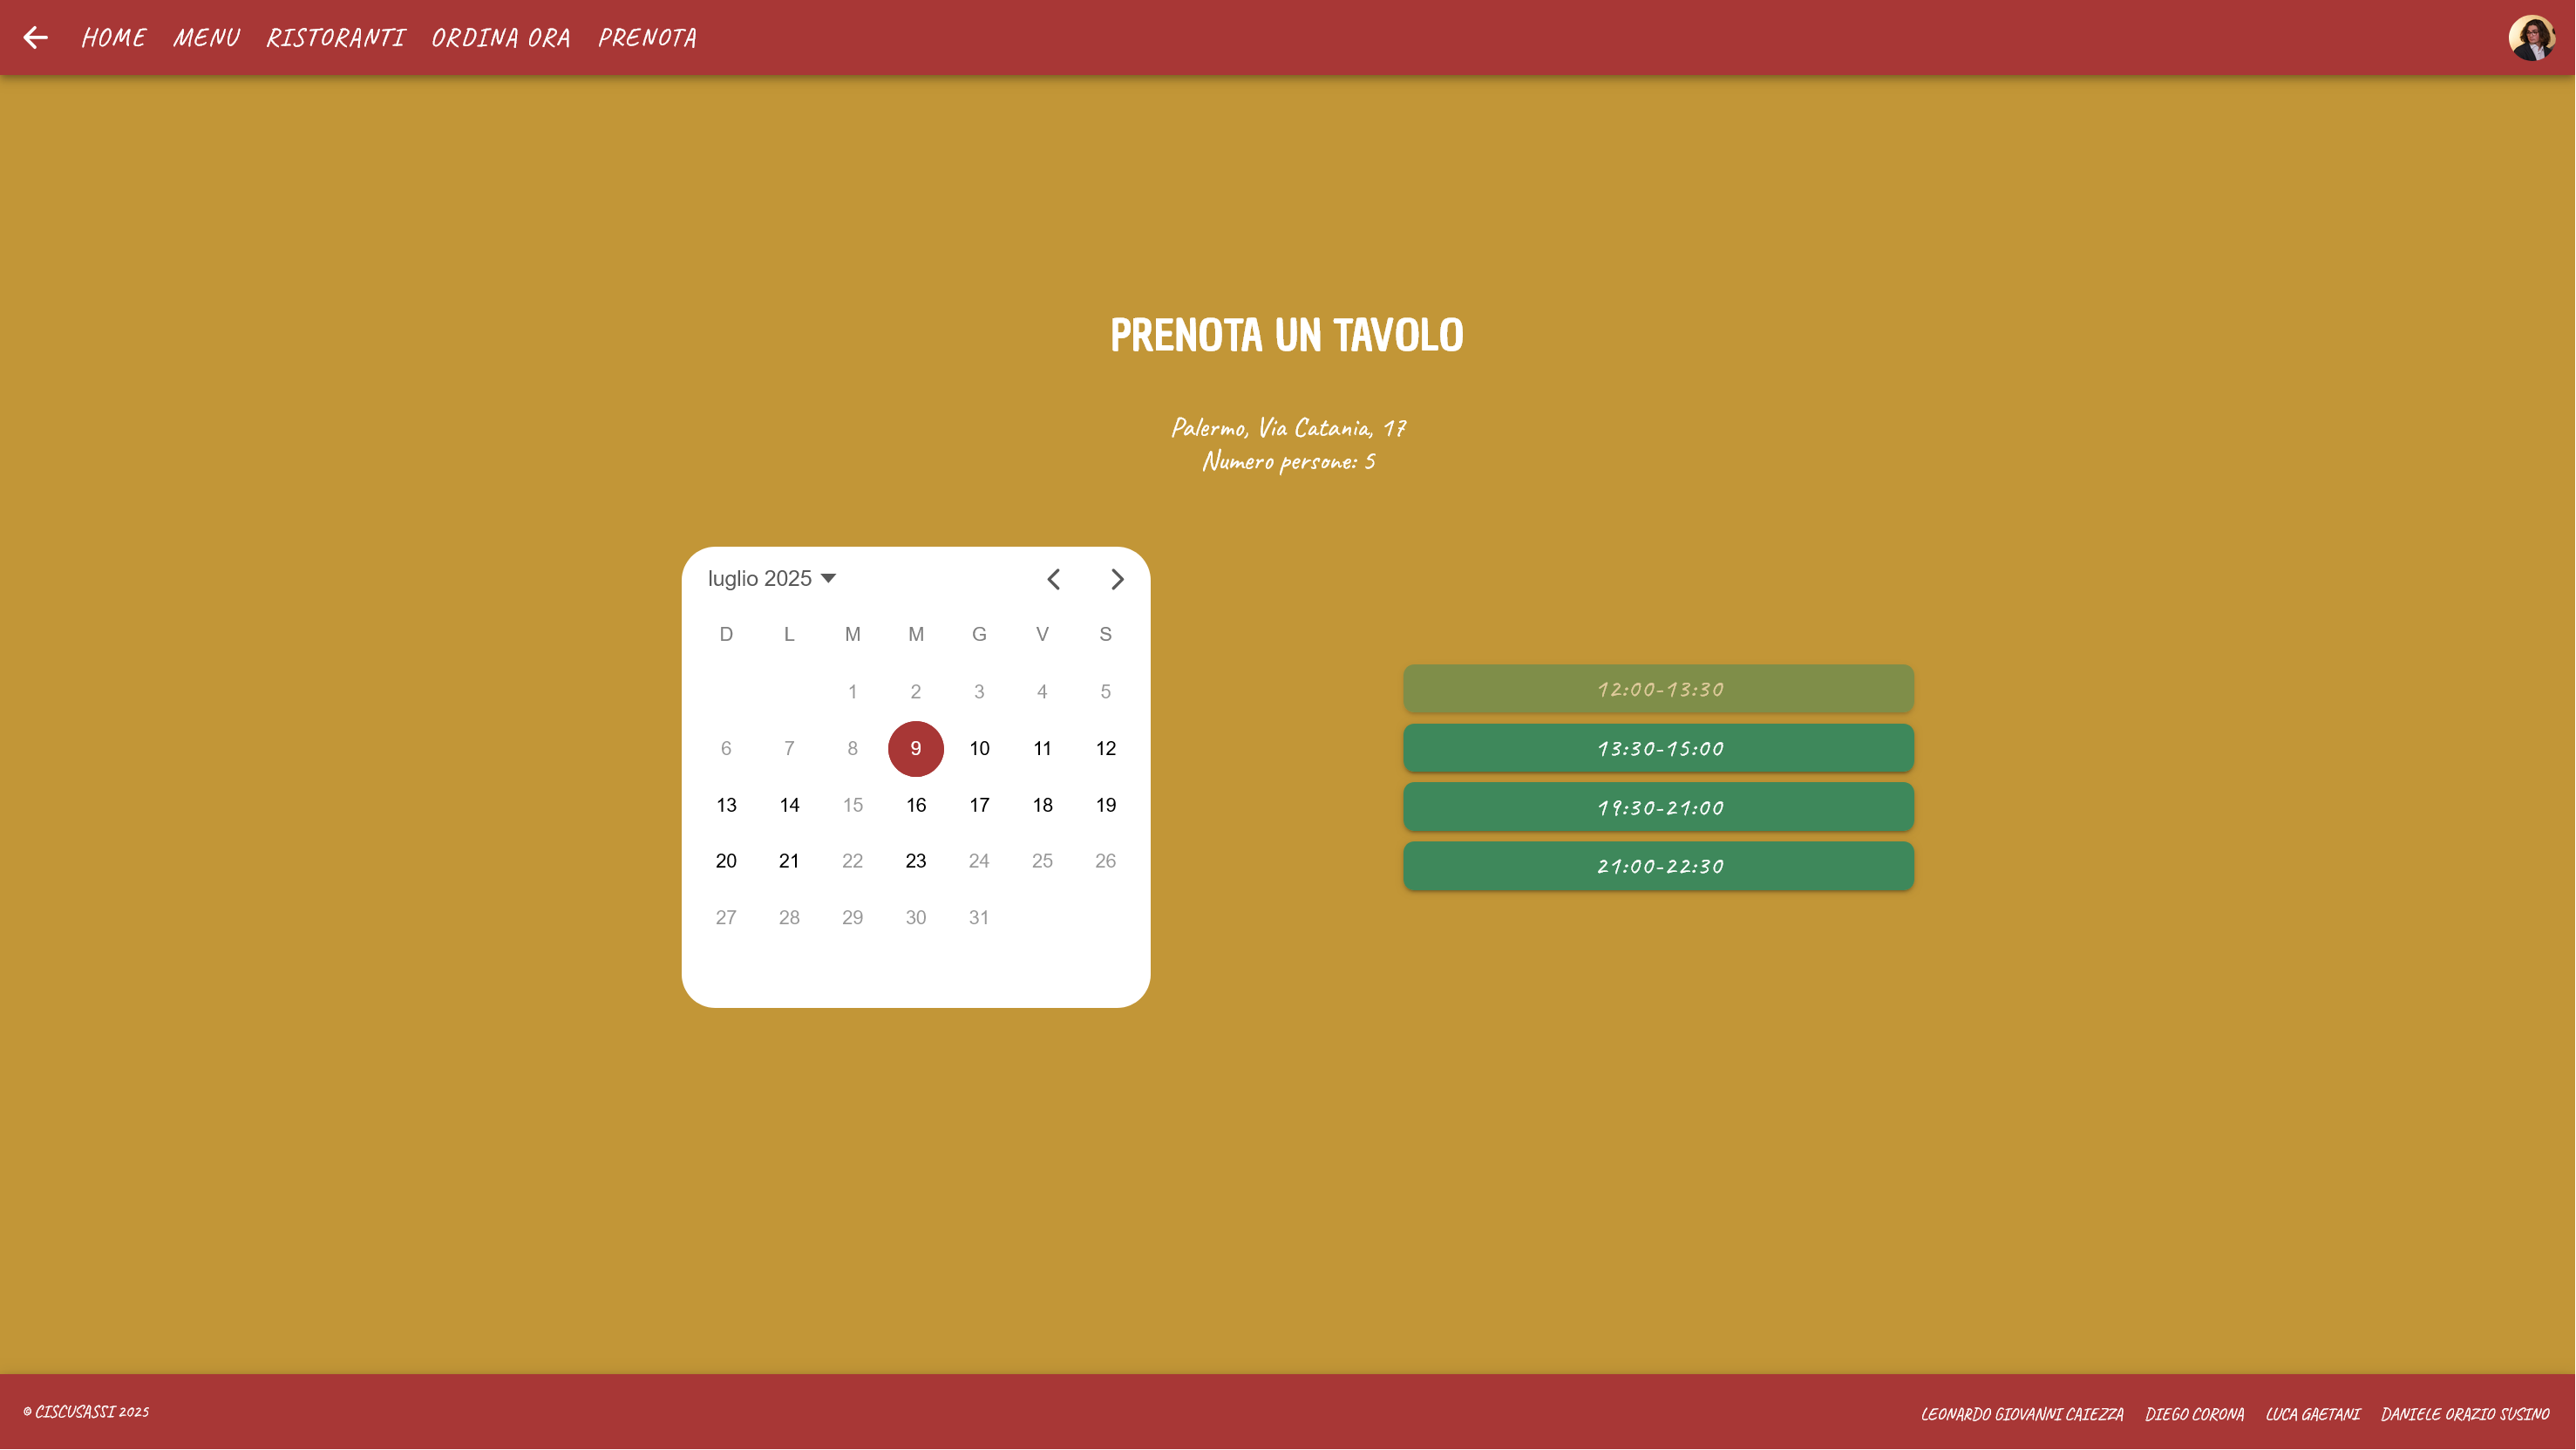 HOME MENU RISTORANTI ORDINA ORA PRENOTA
PRENOTA UN TAVOLO
Palermo, Via Catania, 17
Numero persone: 5
luglio 2025
D L M M G V S
1 2 3 4 5
6 7 8 9 10 11 12
13 14 15 16 17 18 19
20 21 22 23 24 25 26
27 28 29 30 31
12:00-13:30
13:30-15:00
19:30-21:00
21:00-22:30
© CISCUSASSI 2025
LEONARDO GIOVANNI CAIEZZA DIEGO CORONA LUCA GAETANI DANIELE ORAZIO SUSINO